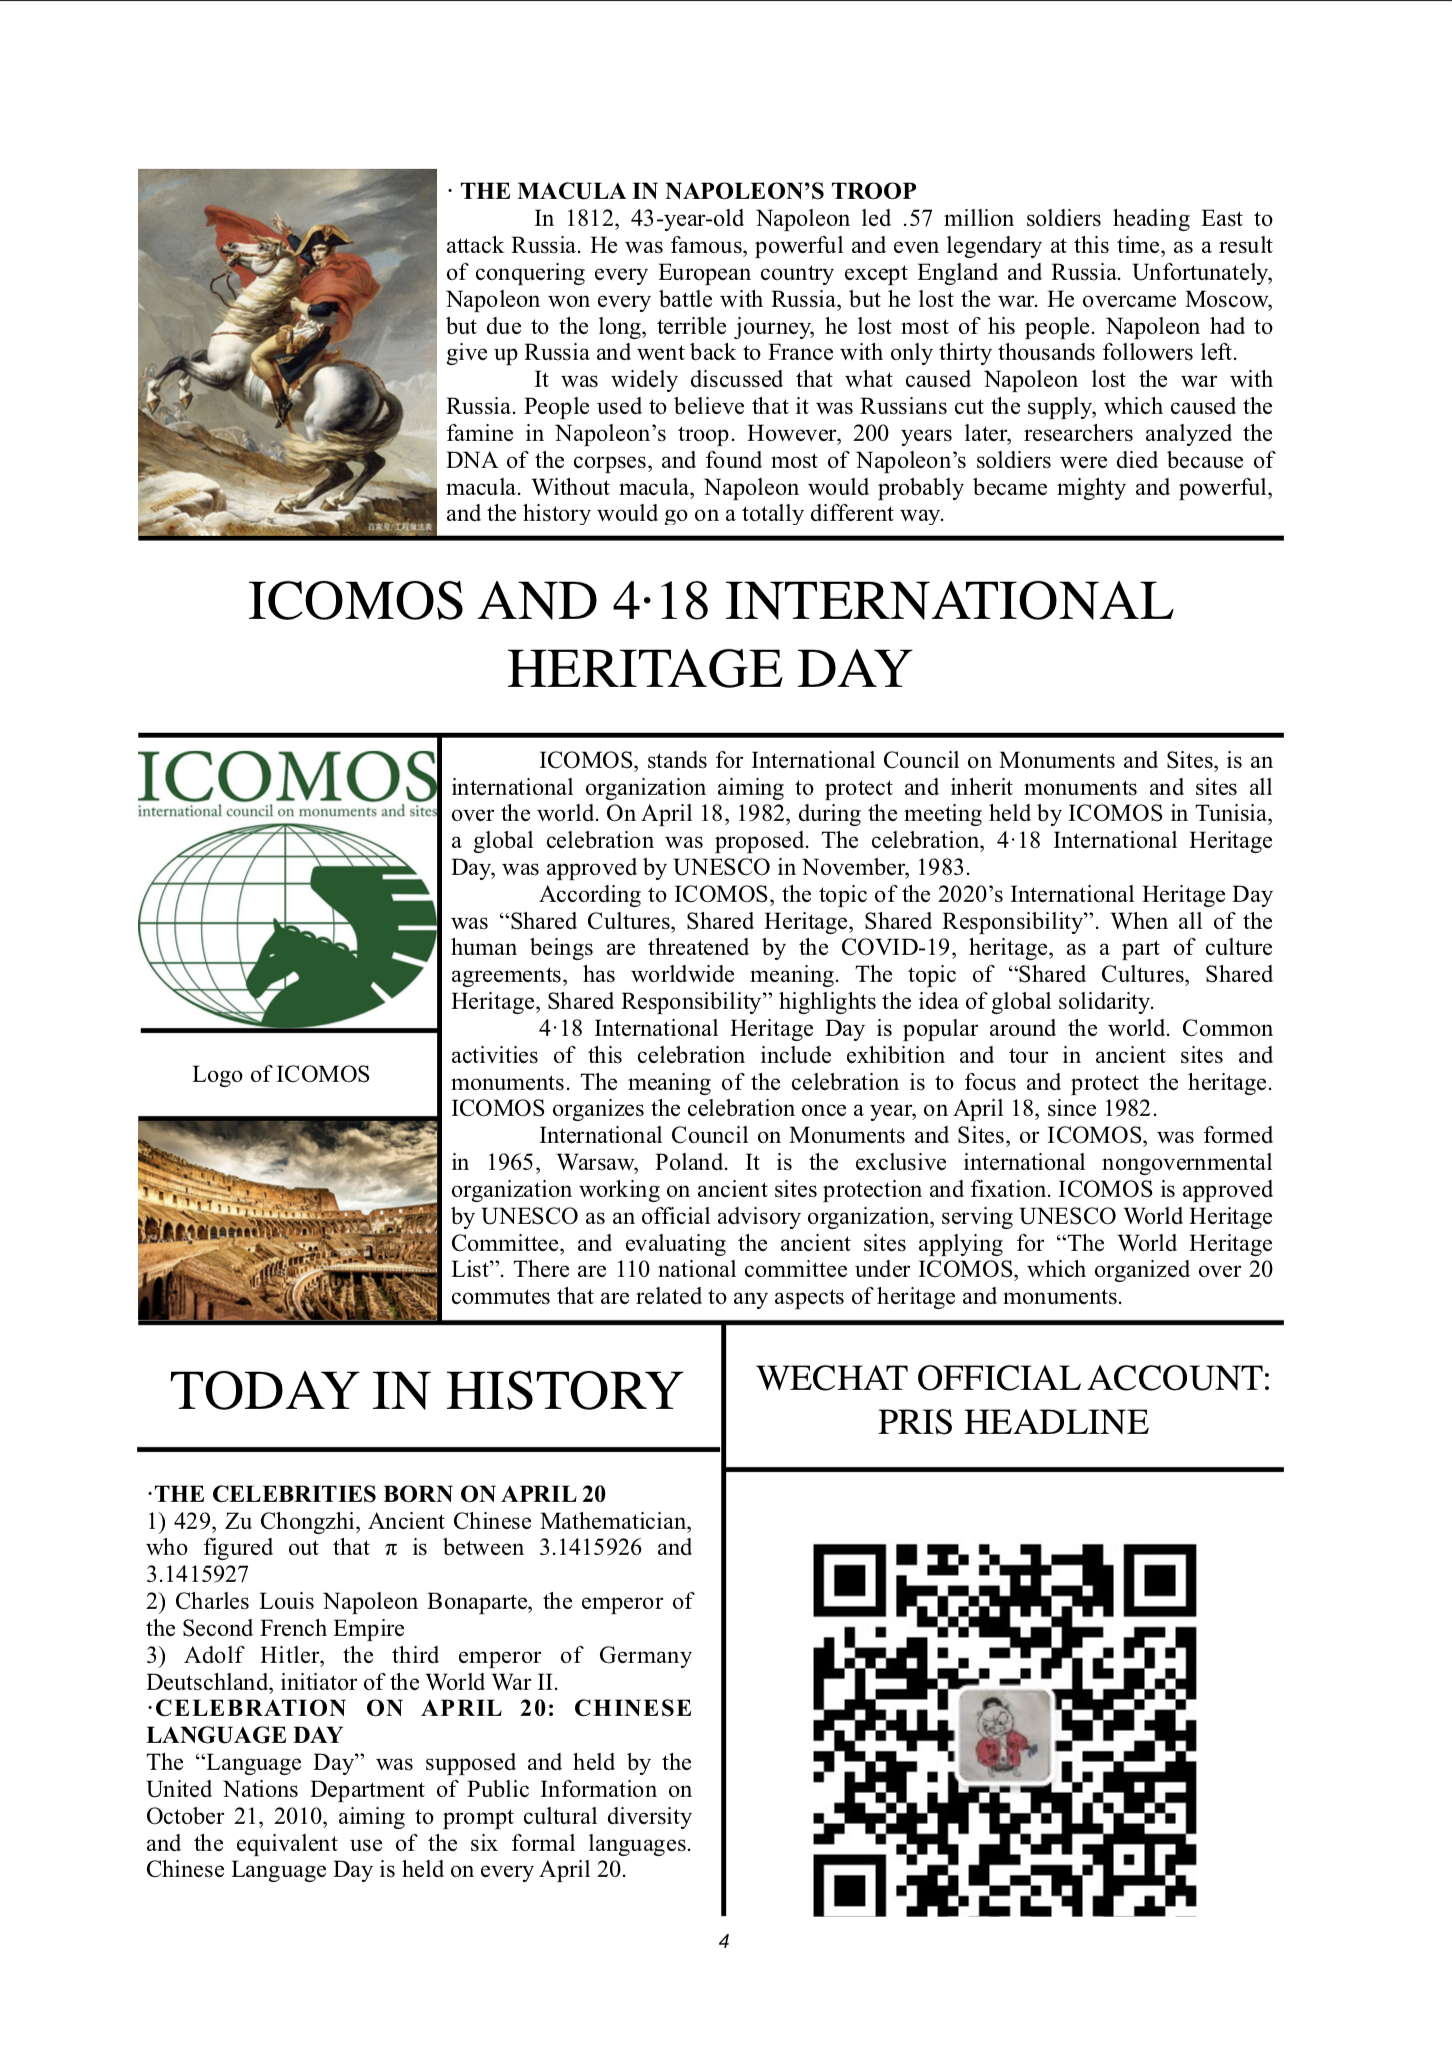 · THE MACULA IN NAPOLEON’S TROOP
In 1812, 43-year-old Napoleon led .57 million soldiers heading East to
attack Russia. He was famous, powerful and even legendary at this time, as a result
of conquering every European country except England and Russia. Unfortunately,
Napoleon won every battle with Russia, but he lost the war. He overcame Moscow,
but due to the long, terrible journey, he lost most of his people. Napoleon had to
give up Russia and went back to France with only thirty thousands followers left.
It was widely discussed that what caused Napoleon lost the war with
Russia. People used to believe that it was Russians cut the supply, which caused the
famine in Napoleon’s troop. However, 200 years later, researchers analyzed the
DNA of the corpses, and found most of Napoleon’s soldiers were died because of
macula. Without macula, Napoleon would probably became mighty and powerful,
and the history would go on a totally different way.
百家号/工程做法表
ICOMOS AND 4·18 INTERNATIONAL
HERITAGE DAY
ICOMOS
international council on monuments and sites
Logo of ICOMOS
ICOMOS, stands for International Council on Monuments and Sites, is an
international organization aiming to protect and inherit monuments and sites all
over the world. On April 18, 1982, during the meeting held by ICOMOS in Tunisia,
a global celebration was proposed. The celebration, 4·18 International Heritage
Day, was approved by UNESCO in November, 1983.
According to ICOMOS, the topic of the 2020’s International Heritage Day
was “Shared Cultures, Shared Heritage, Shared Responsibility”. When all of the
human beings are threatened by the COVID-19, heritage, as a part of culture
agreements, has worldwide meaning. The topic of “Shared Cultures, Shared
Heritage, Shared Responsibility” highlights the idea of global solidarity.
4·18 International Heritage Day is popular around the world. Common
activities of this celebration include exhibition and tour in ancient sites and
monuments. The meaning of the celebration is to focus and protect the heritage.
ICOMOS organizes the celebration once a year, on April 18, since 1982.
International Council on Monuments and Sites, or ICOMOS, was formed
in 1965, Warsaw, Poland. It is the exclusive international nongovernmental
organization working on ancient sites protection and fixation. ICOMOS is approved
by UNESCO as an official advisory organization, serving UNESCO World Heritage
Committee, and evaluating the ancient sites applying for “The World Heritage
List”. There are 110 national committee under ICOMOS, which organized over 20
commutes that are related to any aspects of heritage and monuments.
TODAY IN HISTORY
·THE CELEBRITIES BORN ON APRIL 20
1) 429, Zu Chongzhi, Ancient Chinese Mathematician,
who figured out that π is between 3.1415926 and
3.1415927
2) Charles Louis Napoleon Bonaparte, the emperor of
the Second French Empire
3) Adolf Hitler, the third emperor of Germany
Deutschland, initiator of the World War II.
·CELEBRATION ON APRIL 20: CHINESE
LANGUAGE DAY
The “Language Day” was supposed and held by the
United Nations Department of Public Information on
October 21, 2010, aiming to prompt cultural diversity
and the equivalent use of the six formal languages.
Chinese Language Day is held on every April 20.
WECHAT OFFICIAL ACCOUNT:
PRIS HEADLINE
4